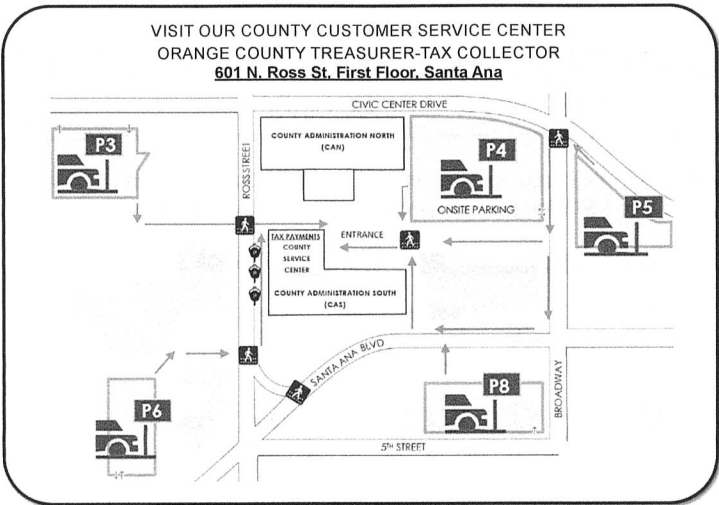 VISIT OUR COUNTY CUSTOMER SERVICE CENTER
ORANGE COUNTY TREASURER-TAX COLLECTOR
601 N. Ross St, First Floor, Santa Ana
CIVIC CENTER DRIVE
COUNTY ADMINISTRATION NORTH
(CAN)
P3
P4
ROSS STREET
ONSITE PARKING
P5
TAX PAYMENTS
COUNTY
SERVICE
CENTER
ENTRANCE
COUNTY ADMINISTRATION SOUTH
(CAS)
SANTA ANA BLVD
BROADWAY
P6
P8
5TH STREET